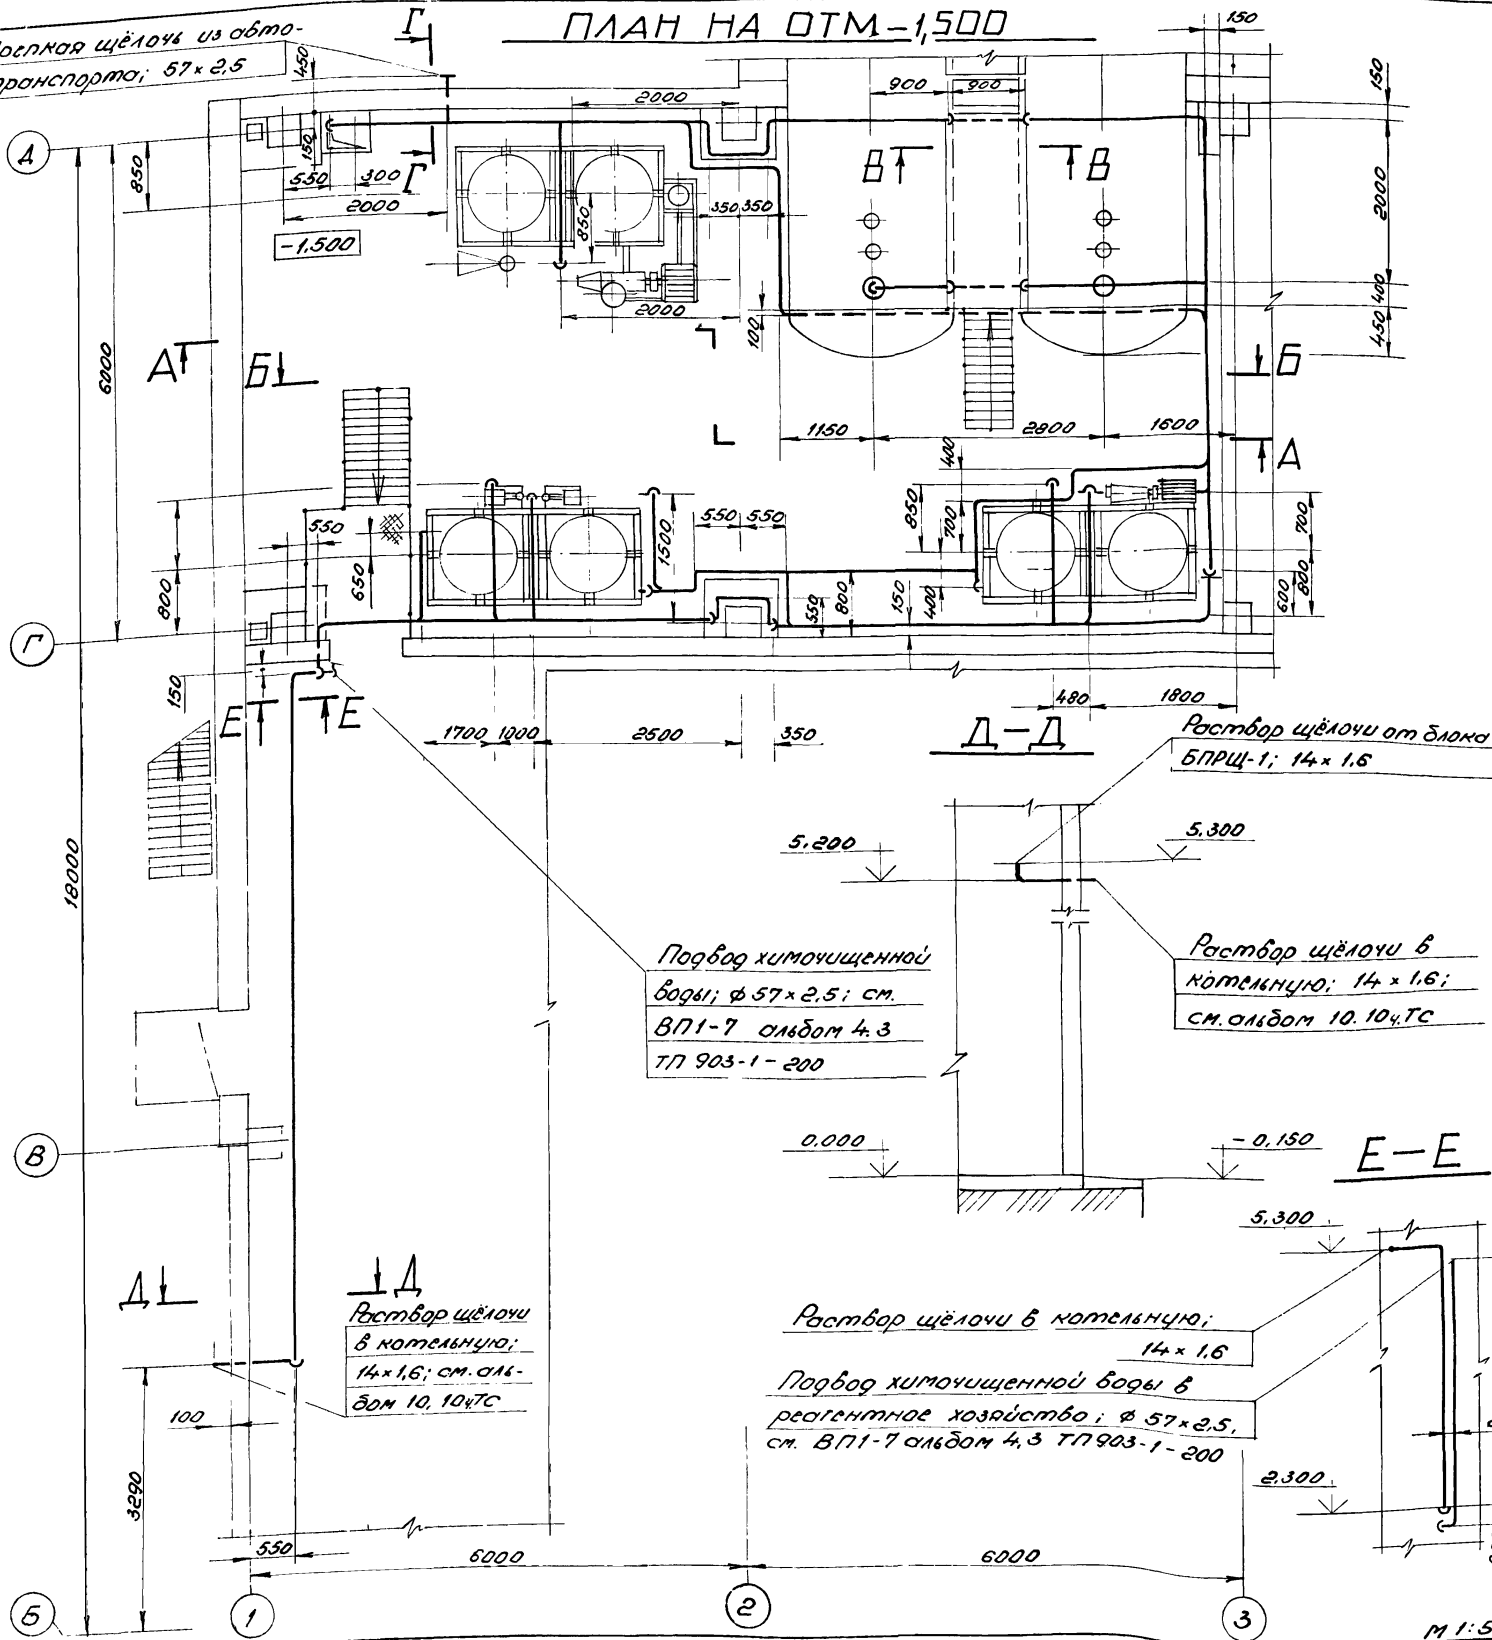 ПЛАН НА ОТМ-1,500
щёлочь из авто-
транспорта; 57×2,5
Г
450
2000
900
900
150
150
А
850
150
550
300
Г
2000
-1.500
850
350 350
В
В
2000
400
450
2000
100
6000
А
Б
Б
А
1150
2800
1600
400
850
700
700
550
650
1500
550
550
800
550
800
150
400
600
800
Г
150
Е
Е
1700
1000
2500
350
480
1800
Д-Д
Раствор щёлочи от блока
БПРЩ-1; 14×1,6
5.200
5.300
18000
Подвод химочищенной
воды; ϕ 57×2,5; см.
ВП1-7 альбом 4.3
ТП 903-1-200
Раствор щёлочи в
котельную; 14×1,6;
см. альбом 10.10ч.ТС
В
0.000
-0,150
Е-Е
5.300
Д
Д
Раствор щёлочи
в котельную;
14×1,6; см. аль-
бом 10.10ч.ТС
Раствор щёлочи в котельную;
14×1,6
Подвод химочищенной воды в
реагентное хозяйство; ϕ 57×2,5,
см. ВП1-7 альбом 4,3 ТП903-1-200
100
3290
2.300
550
6000
6000
Б
1
2
3
М 1:5